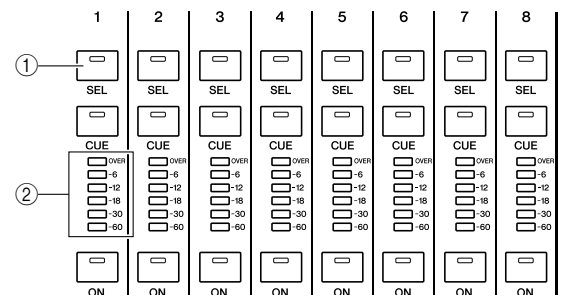 1 2 3 4 5 6 7 8
①
SEL SEL SEL SEL SEL SEL SEL SEL
CUE CUE CUE CUE CUE CUE CUE CUE
OVER OVER OVER OVER OVER OVER OVER OVER
② -6 -6 -6 -6 -6 -6 -6 -6
-12 -12 -12 -12 -12 -12 -12 -12
-18 -18 -18 -18 -18 -18 -18 -18
-30 -30 -30 -30 -30 -30 -30 -30
-60 -60 -60 -60 -60 -60 -60 -60
ON ON ON ON ON ON ON ON